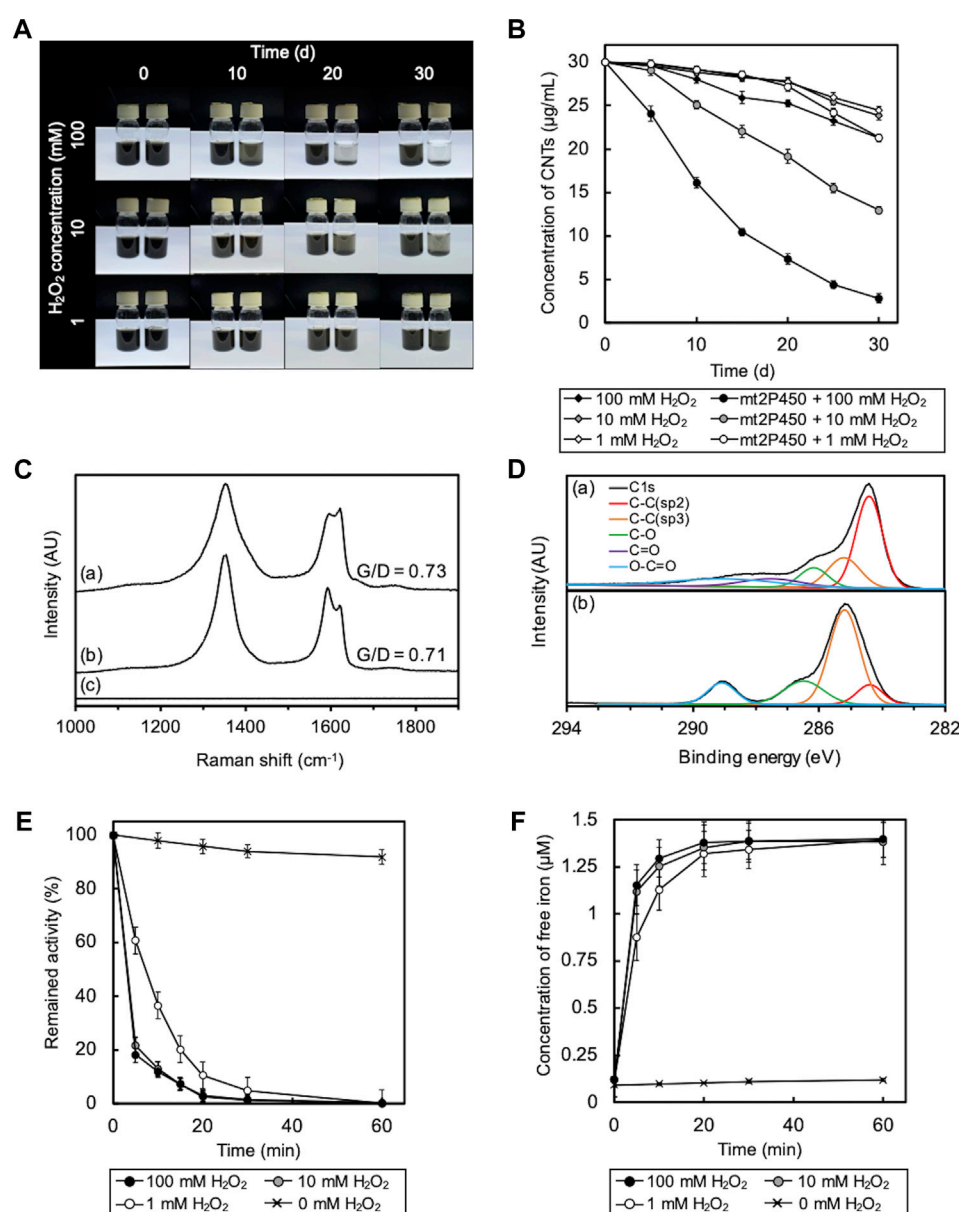 A
Time (d)
0 10 20 30
H₂O₂ concentration (mM)
100
10
1
B
Concentration of CNTs (µg/mL)
35
30
25
20
15
10
5
0
0 10 20 30
Time (d)
100 mM H₂O₂ mt2P450 + 100 mM H₂O₂
10 mM H₂O₂ mt2P450 + 10 mM H₂O₂
1 mM H₂O₂ mt2P450 + 1 mM H₂O₂
C
Intensity (AU)
(a) G/D = 0.73
(b) G/D = 0.71
(c)
1000 1200 1400 1600 1800
Raman shift (cm⁻¹)
D
Intensity (AU)
(a)
C1s
C-C(sp2)
C-C(sp3)
C-O
C=O
O-C=O
(b)
294 290 286 282
Binding energy (eV)
E
Remained activity (%)
100
80
60
40
20
0
0 20 40 60
Time (min)
100 mM H₂O₂ 10 mM H₂O₂
1 mM H₂O₂ 0 mM H₂O₂
F
Concentration of free iron (µM)
1.5
1.25
1
0.75
0.5
0.25
0
0 20 40 60
Time (min)
100 mM H₂O₂ 10 mM H₂O₂
1 mM H₂O₂ 0 mM H₂O₂